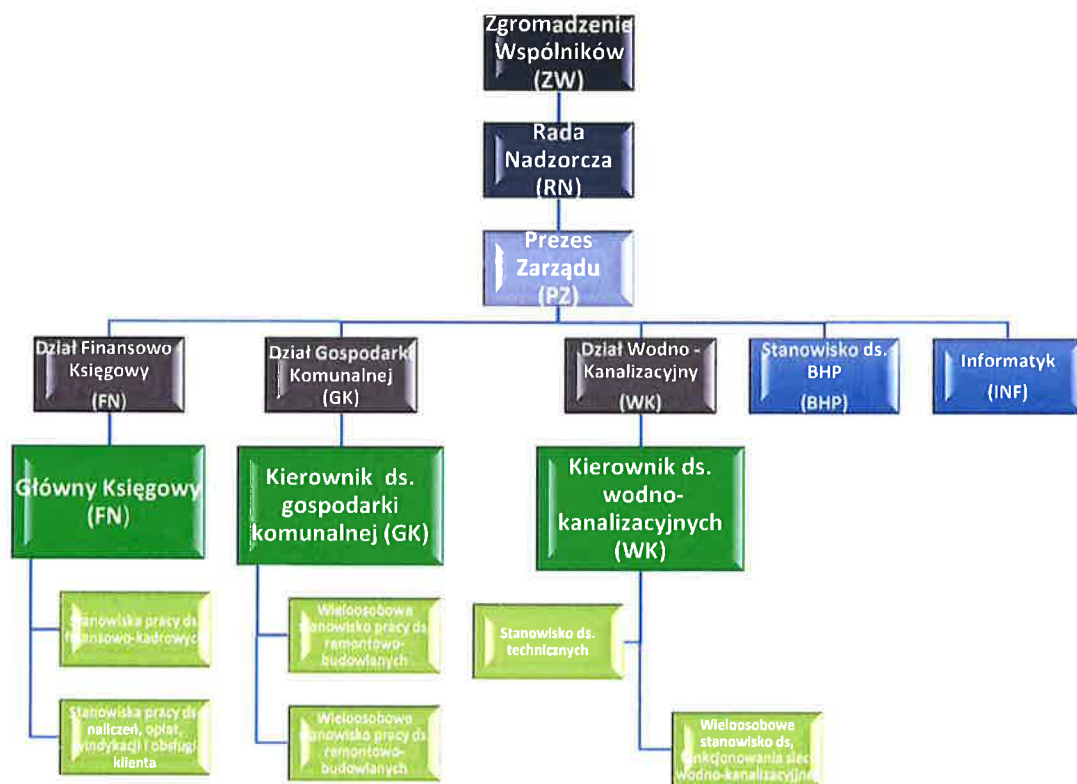 Zgromadzenie
Wspólników
(ZW)
Rada
Nadzorcza
(RN)
Prezes
Zarządu
(PZ)
Dział Finansowo
Księgowy
(FN)
Dział Gospodarki
Komunalnej
(GK)
Dział Wodno -
Kanalizacyjny
(WK)
Stanowisko ds.
BHP
(BHP)
Informatyk
(INF)
Główny Księgowy
(FN)
Kierownik ds.
gospodarki
komunalnej (GK)
Kierownik ds.
wodno-
kanalizacyjnych
(WK)
Stanowiska pracy ds.
finansowo-kadrowych
Wieloosobowe
stanowisko pracy ds.
remontowo-
budowlanych
Stanowisko ds.
technicznych
Stanowiska pracy ds.
naliczeń, opłat,
windykacji i obsługi
klienta
Wieloosobowe
stanowisko pracy ds.
remontowo-
budowlanych
Wieloosobowe
stanowisko ds,
funkcjonowania sieci
wodno-kanalizacyjnej